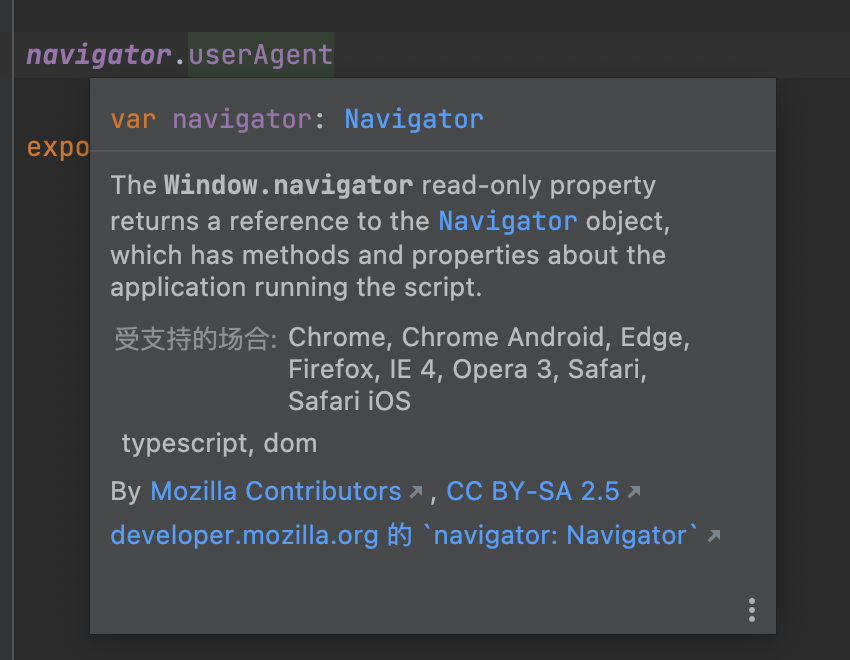 navigator.userAgent
var navigator: Navigator
expo
The Window.navigator read-only property
returns a reference to the Navigator object,
which has methods and properties about the
application running the script.
受支持的场合: Chrome, Chrome Android, Edge,
Firefox, IE 4, Opera 3, Safari,
Safari iOS
typescript, dom
By Mozilla Contributors , CC BY-SA 2.5
developer.mozilla.org 的 `navigator: Navigator`